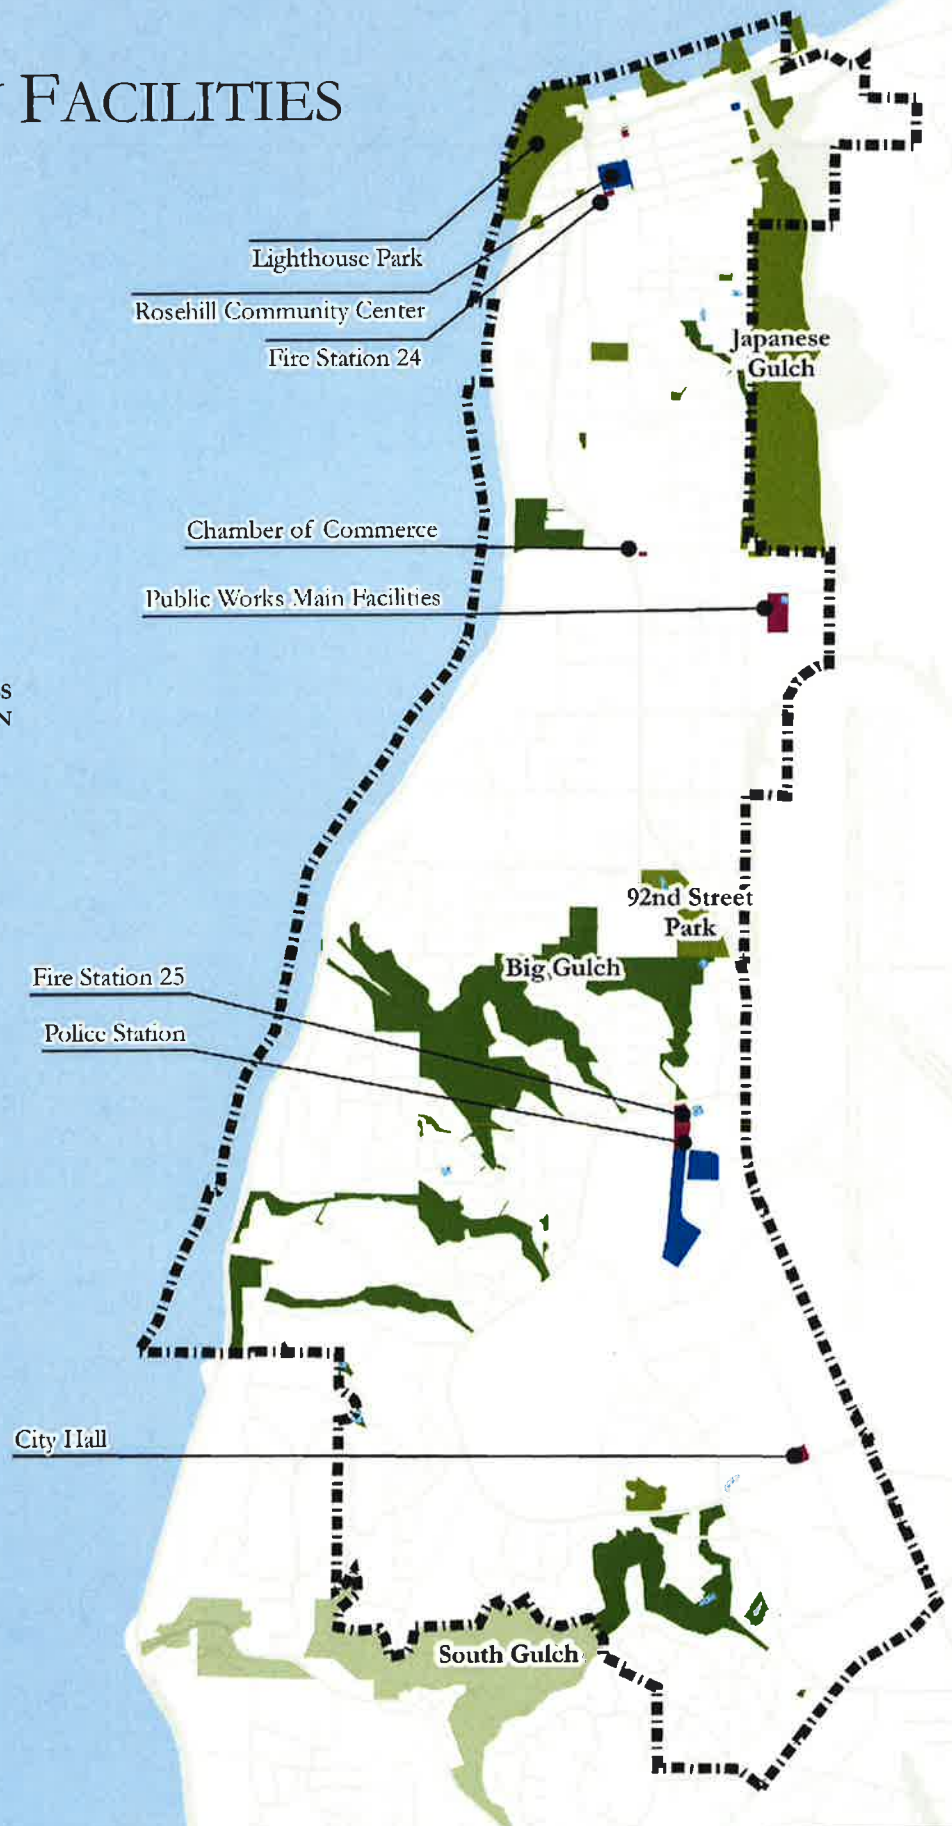 FACILITIES
Lighthouse Park
Rosehill Community Center
Fire Station 24
Japanese
Gulch
Chamber of Commerce
Public Works Main Facilities
S
N
92nd Street
Park
Big Gulch
Fire Station 25
Police Station
City Hall
South Gulch